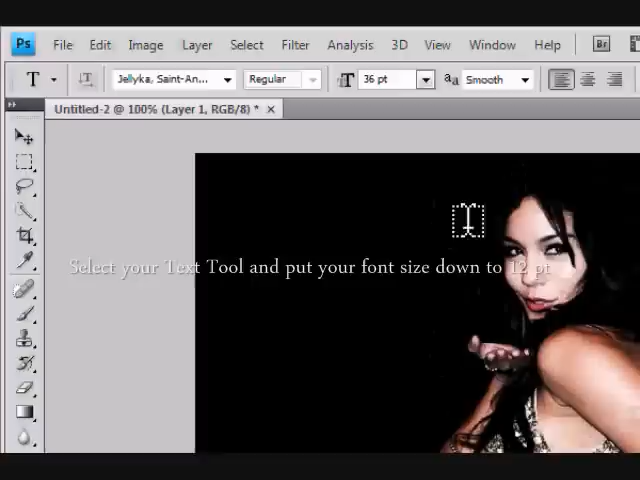 Ps File Edit Image Layer Select Filter Analysis 3D View Window Help Br
T T Jellyka, Saint-An... Regular T 36 pt aa Smooth
Untitled-2 @ 100% (Layer 1, RGB/8) * ×
Select your Text Tool and put your font size down to 12 pt